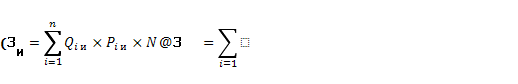 (З_и = ∑_{i=1}^{n} Q_{i и} × P_{i и} × N@З = ∑_{i=1} □